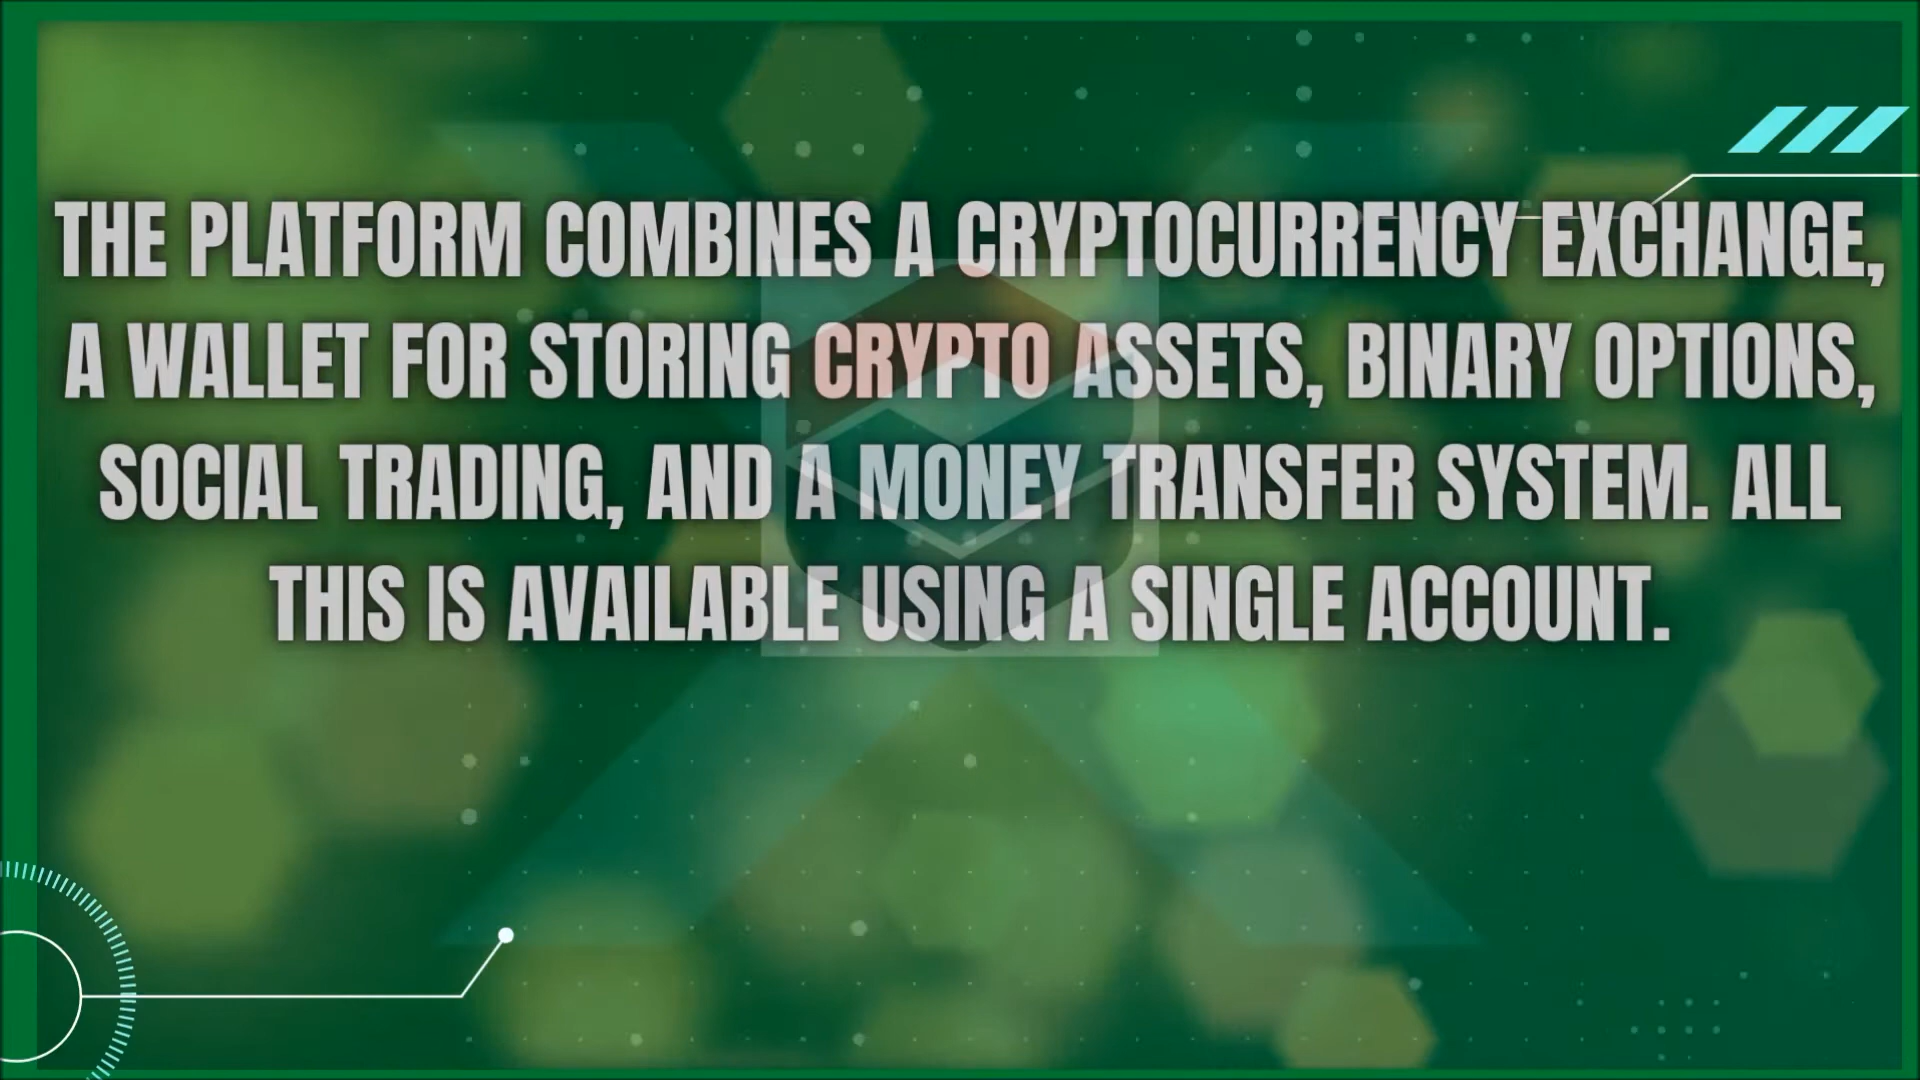 THE PLATFORM COMBINES A CRYPTOCURRENCY EXCHANGE,
A WALLET FOR STORING CRYPTO ASSETS, BINARY OPTIONS,
SOCIAL TRADING, AND A MONEY TRANSFER SYSTEM. ALL
THIS IS AVAILABLE USING A SINGLE ACCOUNT.